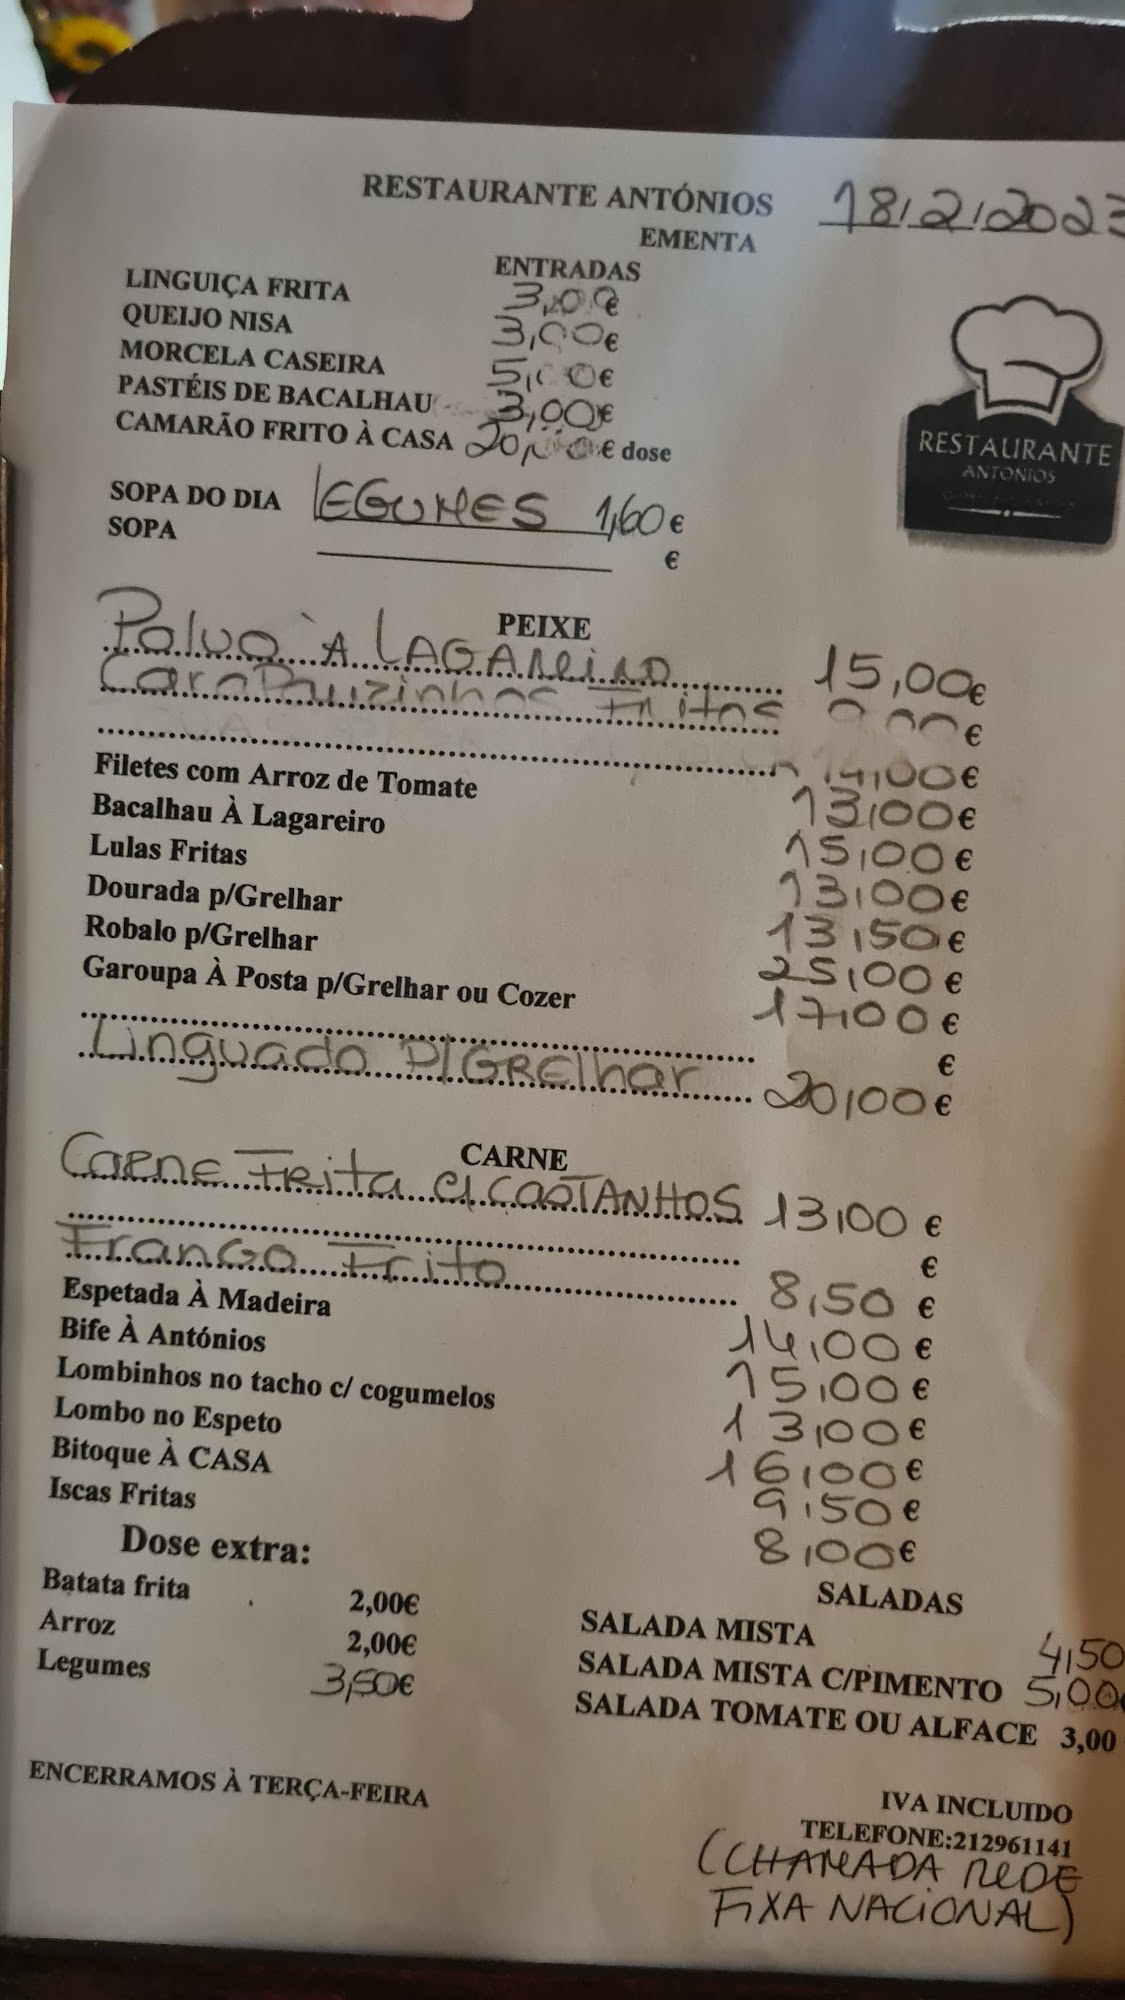 RESTAURANTE ANTÓNIOS 18/2/2023
EMENTA
ENTRADAS
LINGUIÇA FRITA 3,00€
QUEIJO NISA 3,00€
MORCELA CASEIRA 5,00€
PASTÉIS DE BACALHAU 3,00€
CAMARÃO FRITO À CASA 20,00€ dose
RESTAURANTE
ANTONIOS
SOPA DO DIA LEGUMES 1,60€
SOPA €
PEIXE
Polvo À LAGAReiro 15,00€
CaraPauzinhos Fritos €
14,00€
Filetes com Arroz de Tomate 13,00€
Bacalhau À Lagareiro 15,00€
Lulas Fritas 13,00€
Dourada p/Grelhar 13,50€
Robalo p/Grelhar 25,00€
Garoupa À Posta p/Grelhar ou Cozer 17,00€
€
Linguado P/GRElhar 20,00€
CARNE
Carne Frita c/ CASTANHOS 13,00€
€
Frango Frito 8,50€
Espetada À Madeira 14,00€
Bife À Antónios 15,00€
Lombinhos no tacho c/ cogumelos 13,00€
Lombo no Espeto 16,00€
Bitoque À CASA 9,50€
Iscas Fritas 8,00€
Dose extra:
Batata frita 2,00€
Arroz 2,00€
Legumes 3,50€
SALADAS
SALADA MISTA 4,50
SALADA MISTA C/PIMENTO 5,00€
SALADA TOMATE OU ALFACE 3,00
ENCERRAMOS À TERÇA-FEIRA
IVA INCLUIDO
TELEFONE:212961141
(CHAMADA REDE
FIXA NACIONAL)